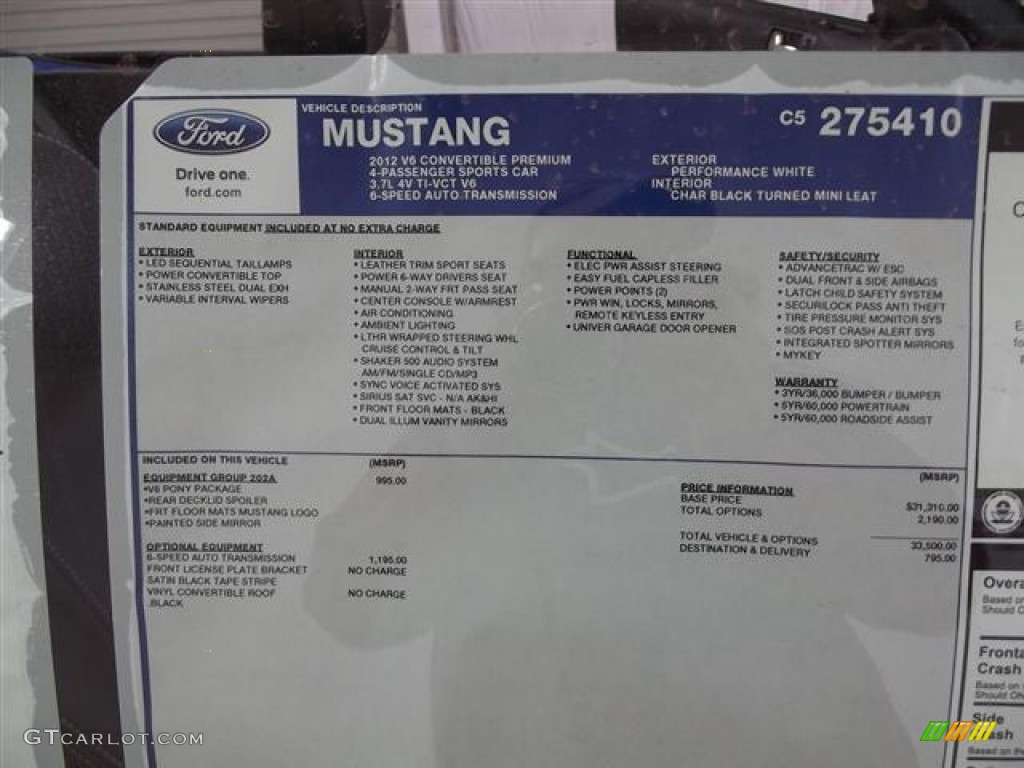 Ford
Drive one.
ford.com
VEHICLE DESCRIPTION
MUSTANG
2012 V6 CONVERTIBLE PREMIUM
4-PASSENGER SPORTS CAR
3.7L 4V TI-VCT V6
6-SPEED AUTO TRANSMISSION
C5 275410
EXTERIOR
PERFORMANCE WHITE
INTERIOR
CHAR BLACK TURNED MINI LEAT
STANDARD EQUIPMENT INCLUDED AT NO EXTRA CHARGE
EXTERIOR
• LED SEQUENTIAL TAILLAMPS
• POWER CONVERTIBLE TOP
• STAINLESS STEEL DUAL EXH
• VARIABLE INTERVAL WIPERS
INTERIOR
• LEATHER TRIM SPORT SEATS
• POWER 6-WAY DRIVERS SEAT
• MANUAL 2-WAY FRT PASS SEAT
• CENTER CONSOLE W/ARMREST
• AIR CONDITIONING
• AMBIENT LIGHTING
• LTHR WRAPPED STEERING WHL
CRUISE CONTROL & TILT
• SHAKER 500 AUDIO SYSTEM
AM/FM/SINGLE CD/MP3
• SYNC VOICE ACTIVATED SYS
• SIRIUS SAT SVC - N/A AK&HI
• FRONT FLOOR MATS - BLACK
• DUAL ILLUM VANITY MIRRORS
FUNCTIONAL
• ELEC PWR ASSIST STEERING
• EASY FUEL CAPLESS FILLER
• POWER POINTS (2)
• PWR WIN, LOCKS, MIRRORS,
REMOTE KEYLESS ENTRY
• UNIVER GARAGE DOOR OPENER
SAFETY/SECURITY
• ADVANCETRAC W/ ESC
• DUAL FRONT & SIDE AIRBAGS
• LATCH CHILD SAFETY SYSTEM
• SECURILOCK PASS ANTI THEFT
• TIRE PRESSURE MONITOR SYS
• SOS POST CRASH ALERT SYS
• INTEGRATED SPOTTER MIRRORS
• MYKEY
WARRANTY
• 3YR/36,000 BUMPER / BUMPER
• 5YR/60,000 POWERTRAIN
• 5YR/60,000 ROADSIDE ASSIST
INCLUDED ON THIS VEHICLE (MSRP)
EQUIPMENT GROUP 202A 995.00
•V6 PONY PACKAGE
•REAR DECKLID SPOILER
•FRT FLOOR MATS MUSTANG LOGO
•PAINTED SIDE MIRROR
OPTIONAL EQUIPMENT
6-SPEED AUTO TRANSMISSION 1,195.00
FRONT LICENSE PLATE BRACKET NO CHARGE
SATIN BLACK TAPE STRIPE
VINYL CONVERTIBLE ROOF NO CHARGE
.BLACK
(MSRP)
PRICE INFORMATION
BASE PRICE $31,310.00
TOTAL OPTIONS 2,190.00
TOTAL VEHICLE & OPTIONS 33,500.00
DESTINATION & DELIVERY 795.00
Overa
Based on
Should C
Fronta
Crash
Based on
Should Oh
Side
ash
Based on the
GTCARLOT.COM